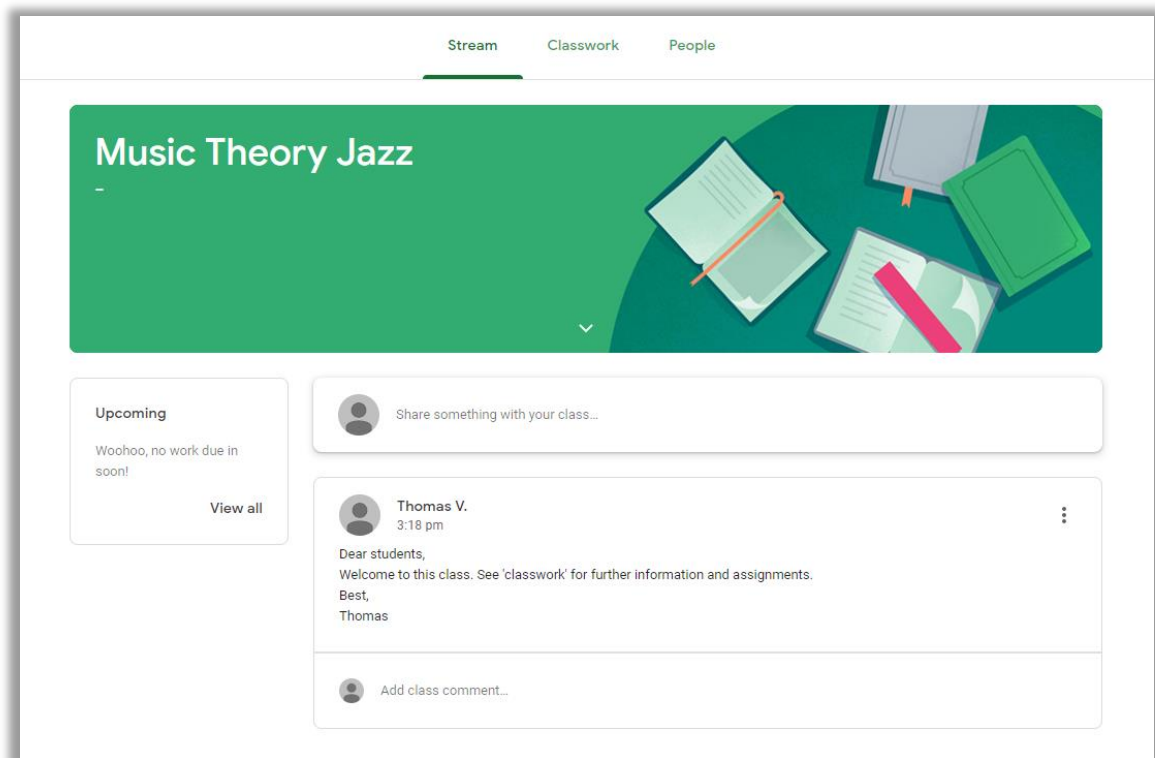 Stream Classwork People
Music Theory Jazz
-
Upcoming
Woohoo, no work due in
soon!
View all
Share something with your class...
Thomas V.
3:18 pm
Dear students,
Welcome to this class. See 'classwork' for further information and assignments.
Best,
Thomas
Add class comment...